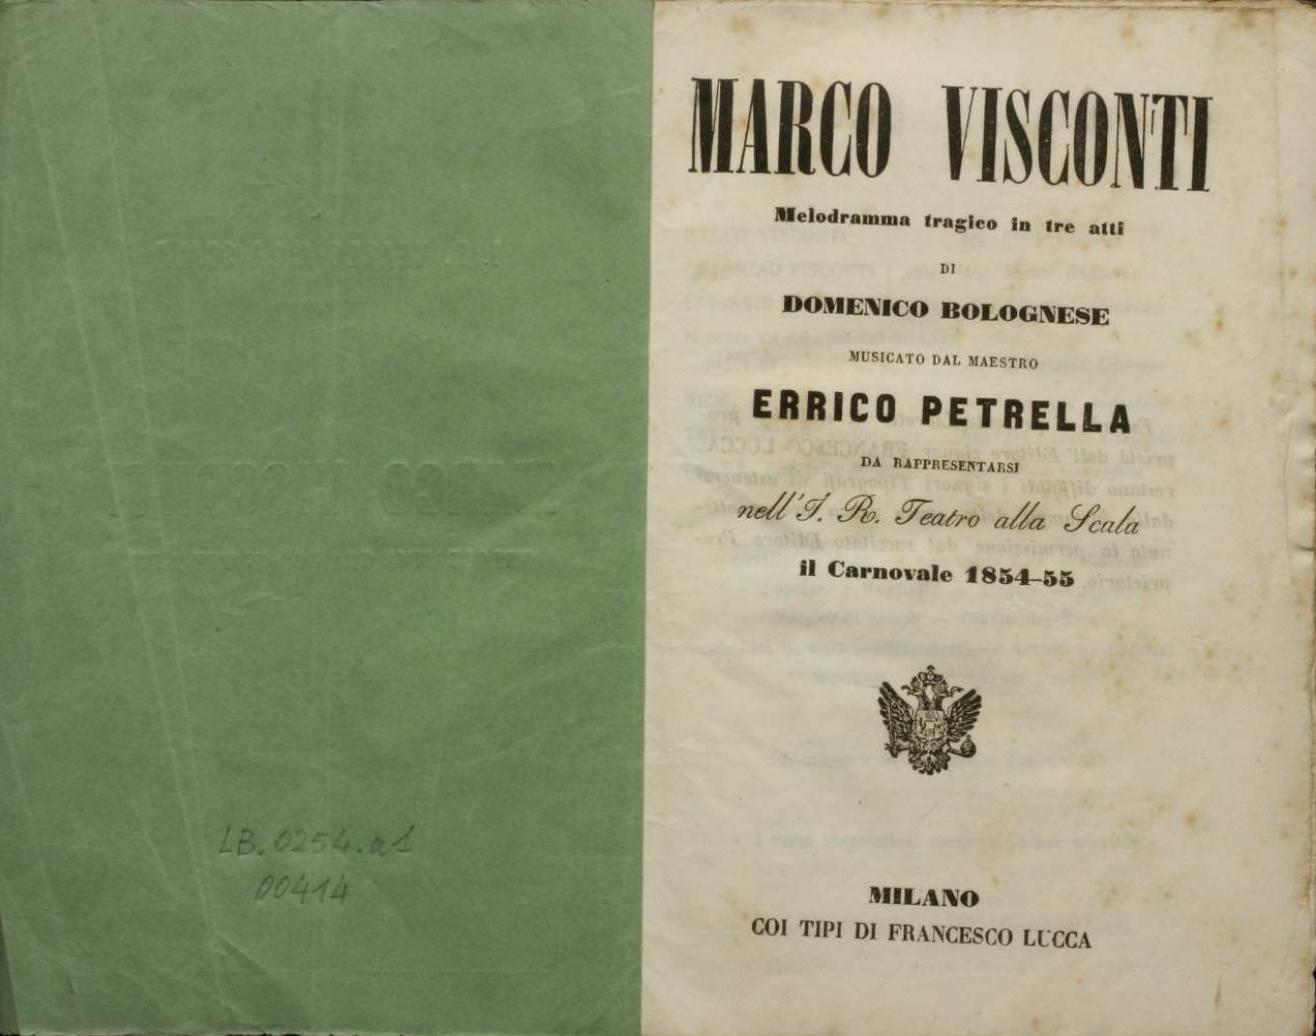 LB.0254.a1
00414
MARCO VISCONTI
Melodramma tragico in tre atti
DI
DOMENICO BOLOGNESE
MUSICATO DAL MAESTRO
ERRICO PETRELLA
DA RAPPRESENTARSI
nell'I. R. Teatro alla Scala
il Carnovale 1854-55
MILANO
COI TIPI DI FRANCESCO LUCCA